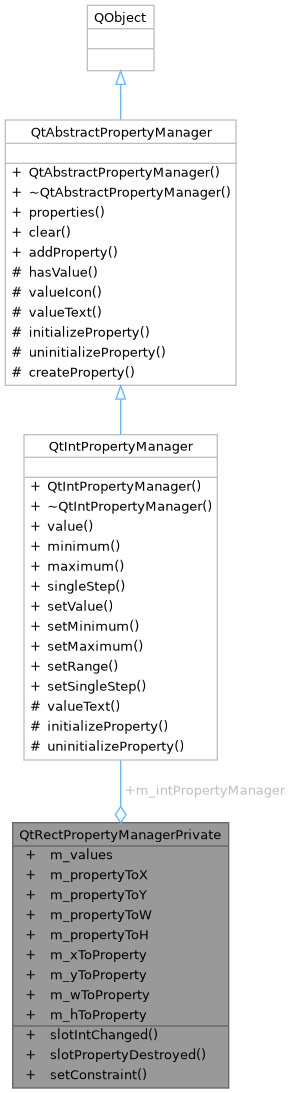 QObject
QtAbstractPropertyManager
+ QtAbstractPropertyManager()
+ ~QtAbstractPropertyManager()
+ properties()
+ clear()
+ addProperty()
# hasValue()
# valueIcon()
# valueText()
# initializeProperty()
# uninitializeProperty()
# createProperty()
QtIntPropertyManager
+ QtIntPropertyManager()
+ ~QtIntPropertyManager()
+ value()
+ minimum()
+ maximum()
+ singleStep()
+ setValue()
+ setMinimum()
+ setMaximum()
+ setRange()
+ setSingleStep()
# valueText()
# initializeProperty()
# uninitializeProperty()
+m_intPropertyManager
QtRectPropertyManagerPrivate
+ m_values
+ m_propertyToX
+ m_propertyToY
+ m_propertyToW
+ m_propertyToH
+ m_xToProperty
+ m_yToProperty
+ m_wToProperty
+ m_hToProperty
+ slotIntChanged()
+ slotPropertyDestroyed()
+ setConstraint()